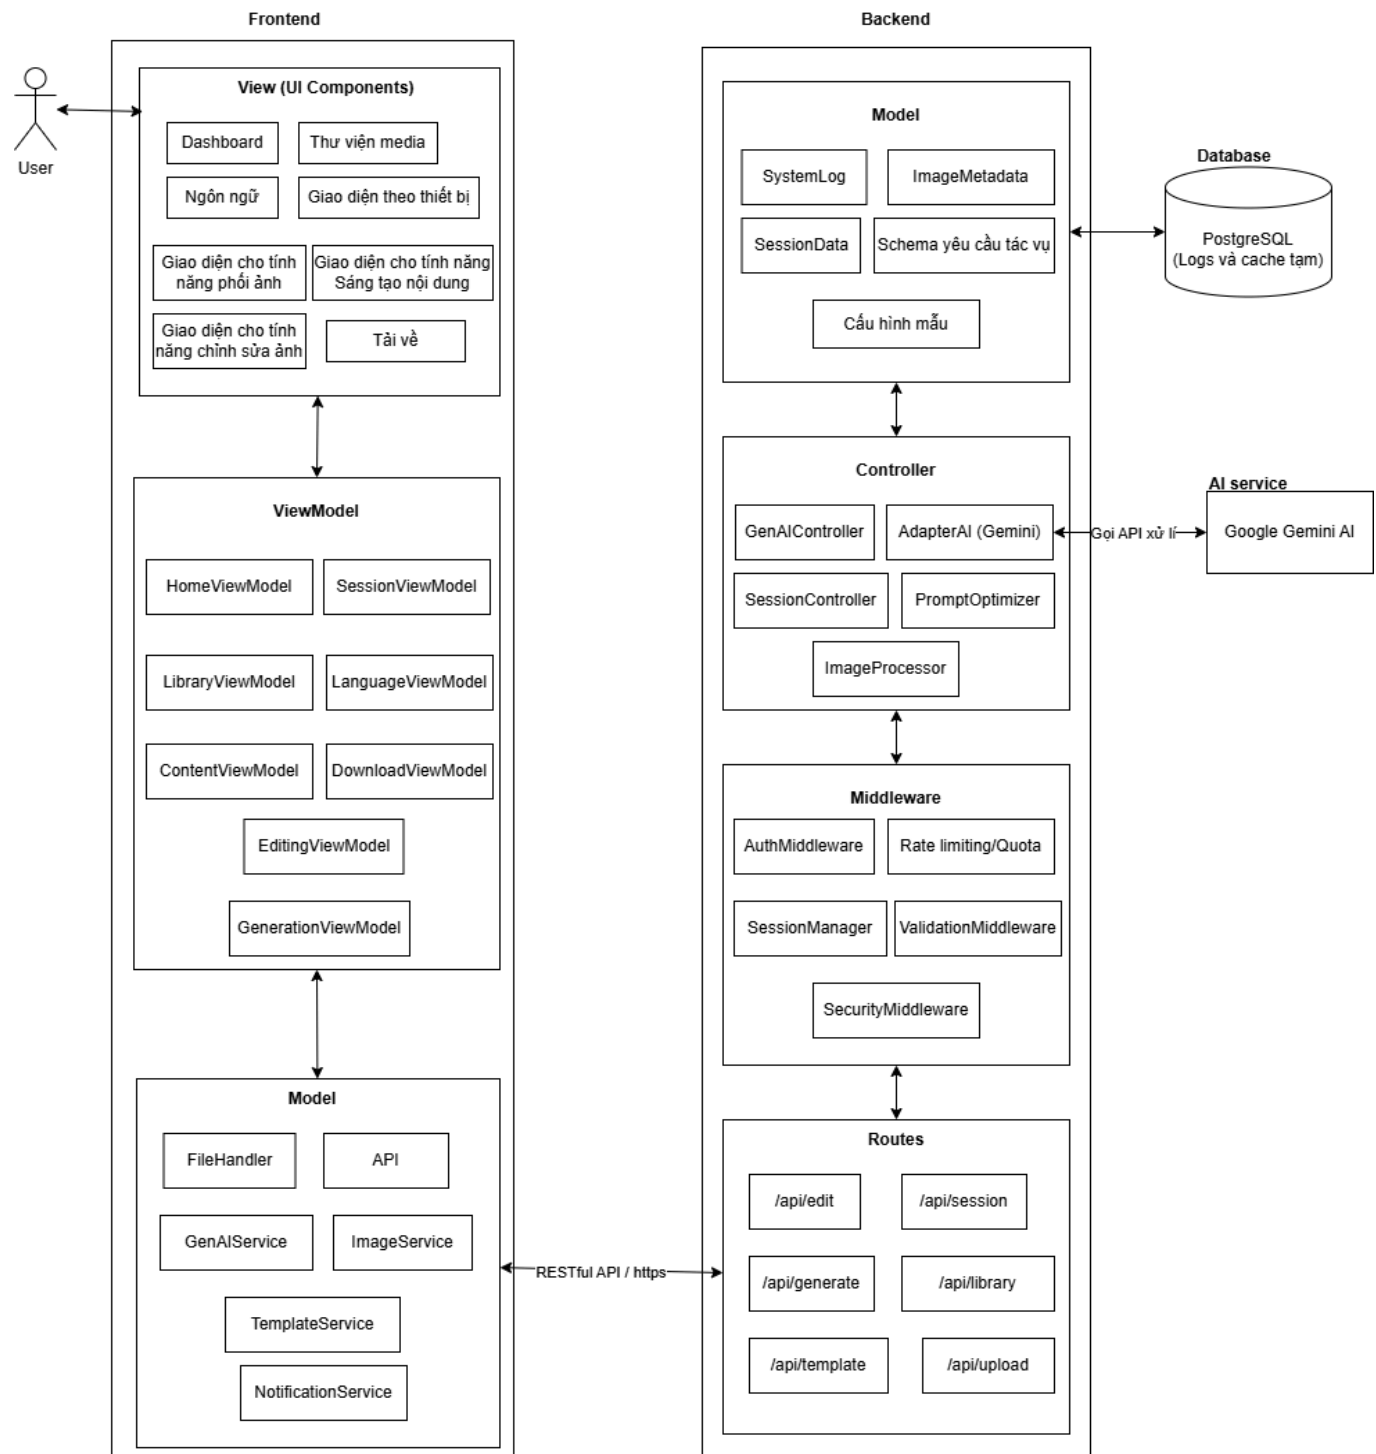 Frontend
View (UI Components)
Dashboard
Thư viện media
Ngôn ngữ
Giao diện theo thiết bị
Giao diện cho tính
năng phối ảnh
Giao diện cho tính năng
Sáng tạo nội dung
Giao diện cho tính
năng chỉnh sửa ảnh
Tải về
User
ViewModel
HomeViewModel
SessionViewModel
LibraryViewModel
LanguageViewModel
ContentViewModel
DownloadViewModel
EditingViewModel
GenerationViewModel
Model
FileHandler
API
GenAIService
ImageService
TemplateService
NotificationService
RESTful API / https
Backend
Model
SystemLog
ImageMetadata
SessionData
Schema yêu cầu tác vụ
Cấu hình mẫu
Database
PostgreSQL
(Logs và cache tạm)
Controller
GenAIController
AdapterAI (Gemini)
SessionController
PromptOptimizer
ImageProcessor
Gọi API xử lí
AI service
Google Gemini AI
Middleware
AuthMiddleware
Rate limiting/Quota
SessionManager
ValidationMiddleware
SecurityMiddleware
Routes
/api/edit
/api/session
/api/generate
/api/library
/api/template
/api/upload